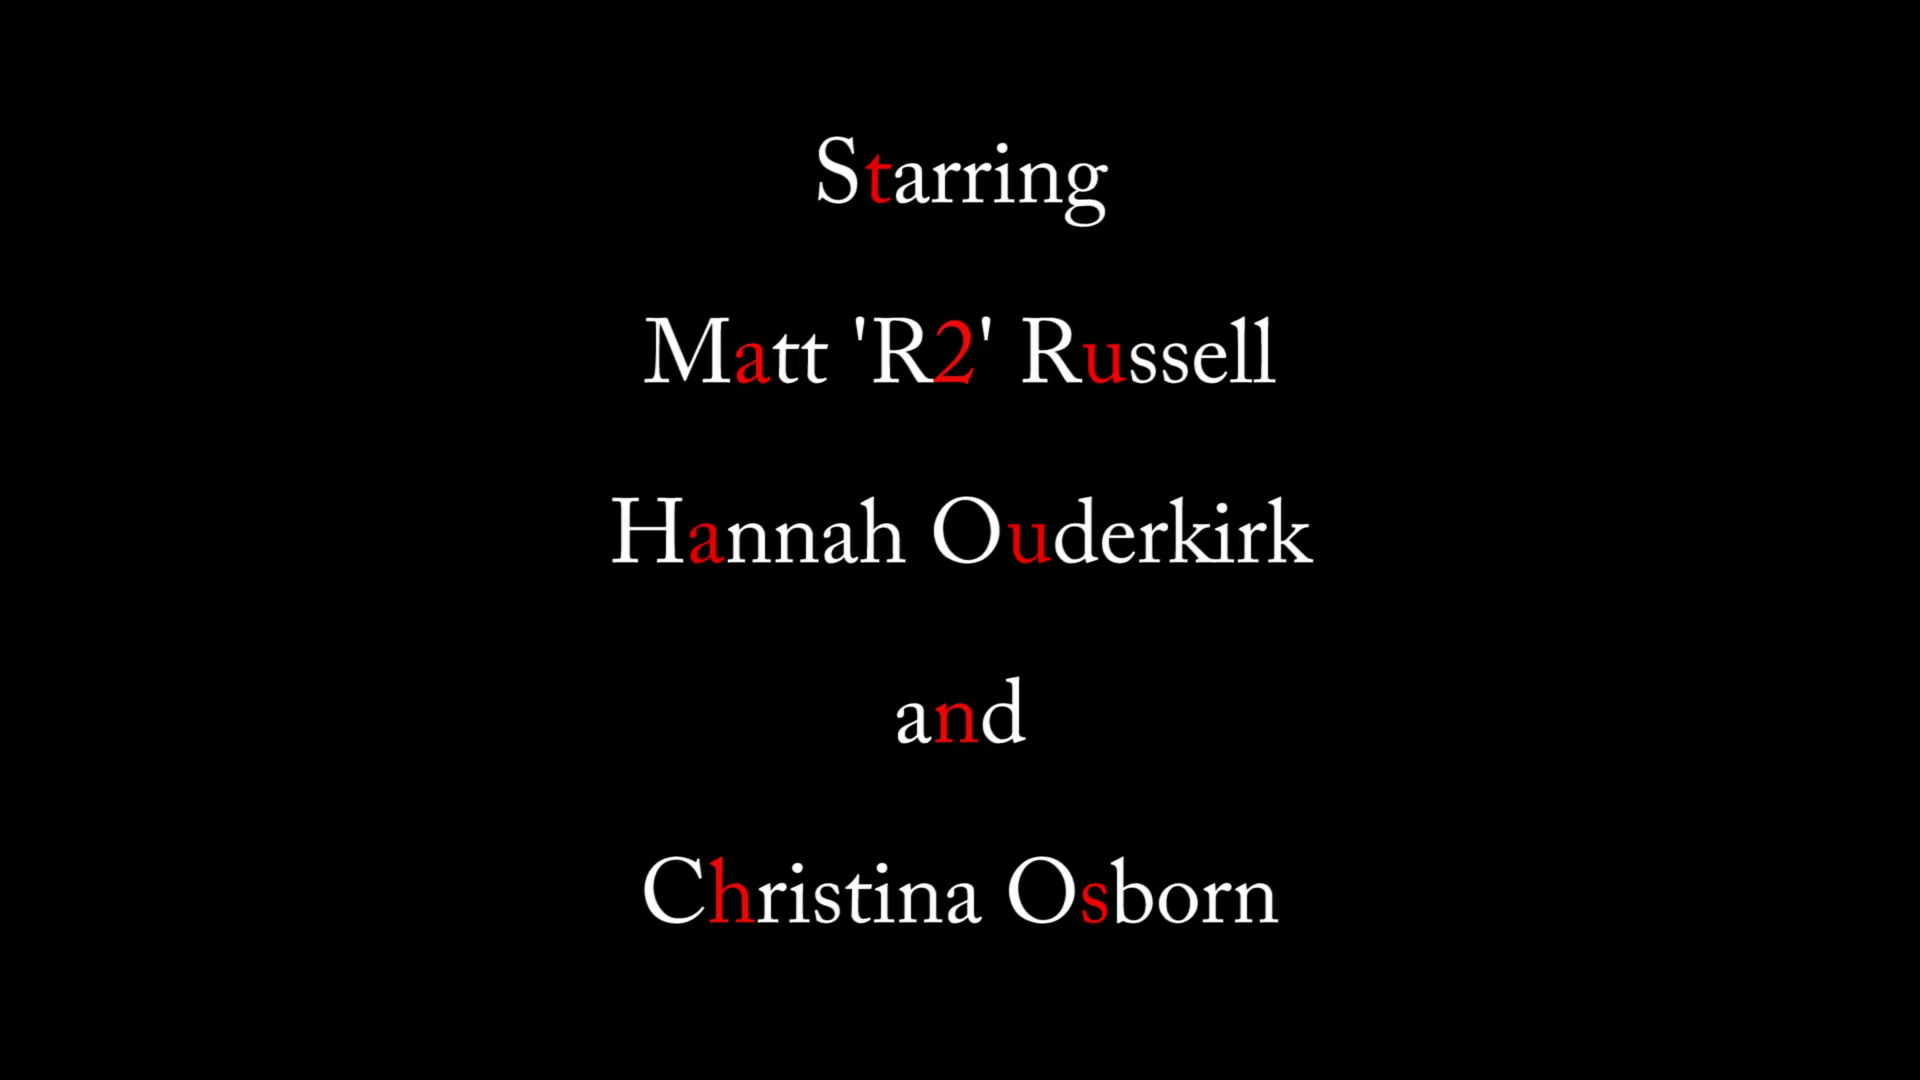 Starring
Matt 'R2' Russell
Hannah Ouderkirk
and
Christina Osborn